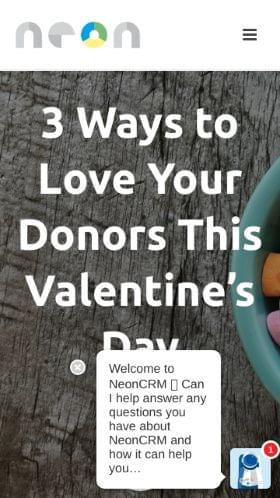 neon
3 Ways to
Love Your
Donors This
Valentine's
Day
Welcome to
NeonCRM ▯ Can
I help answer any
questions you
have about
NeonCRM and
how it can help
you...
1